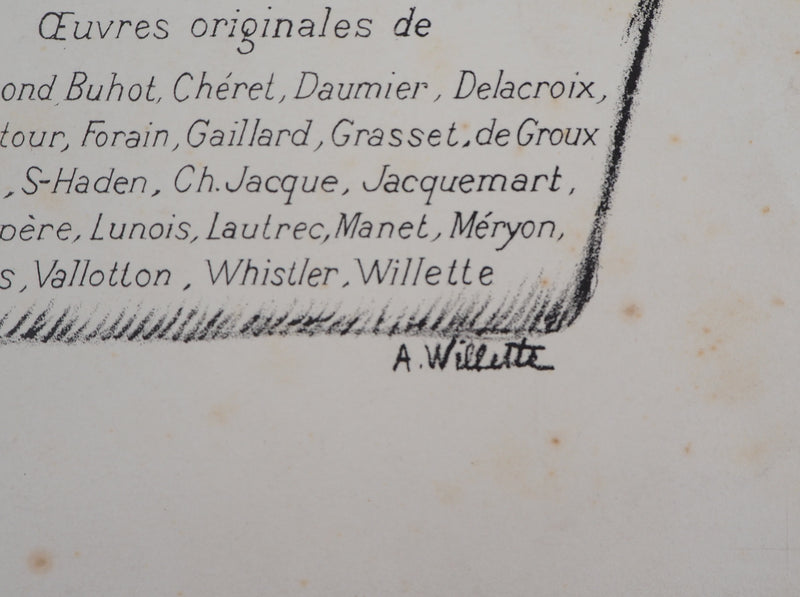 Œuvres originales de
ond Buhot, Chéret, Daumier, Delacroix,
tour, Forain, Gaillard, Grasset, de Groux
, S-Haden, Ch. Jacque, Jacquemart,
père, Lunois, Lautrec, Manet, Méryon,
s, Vallotton, Whistler, Willette
A. Willette